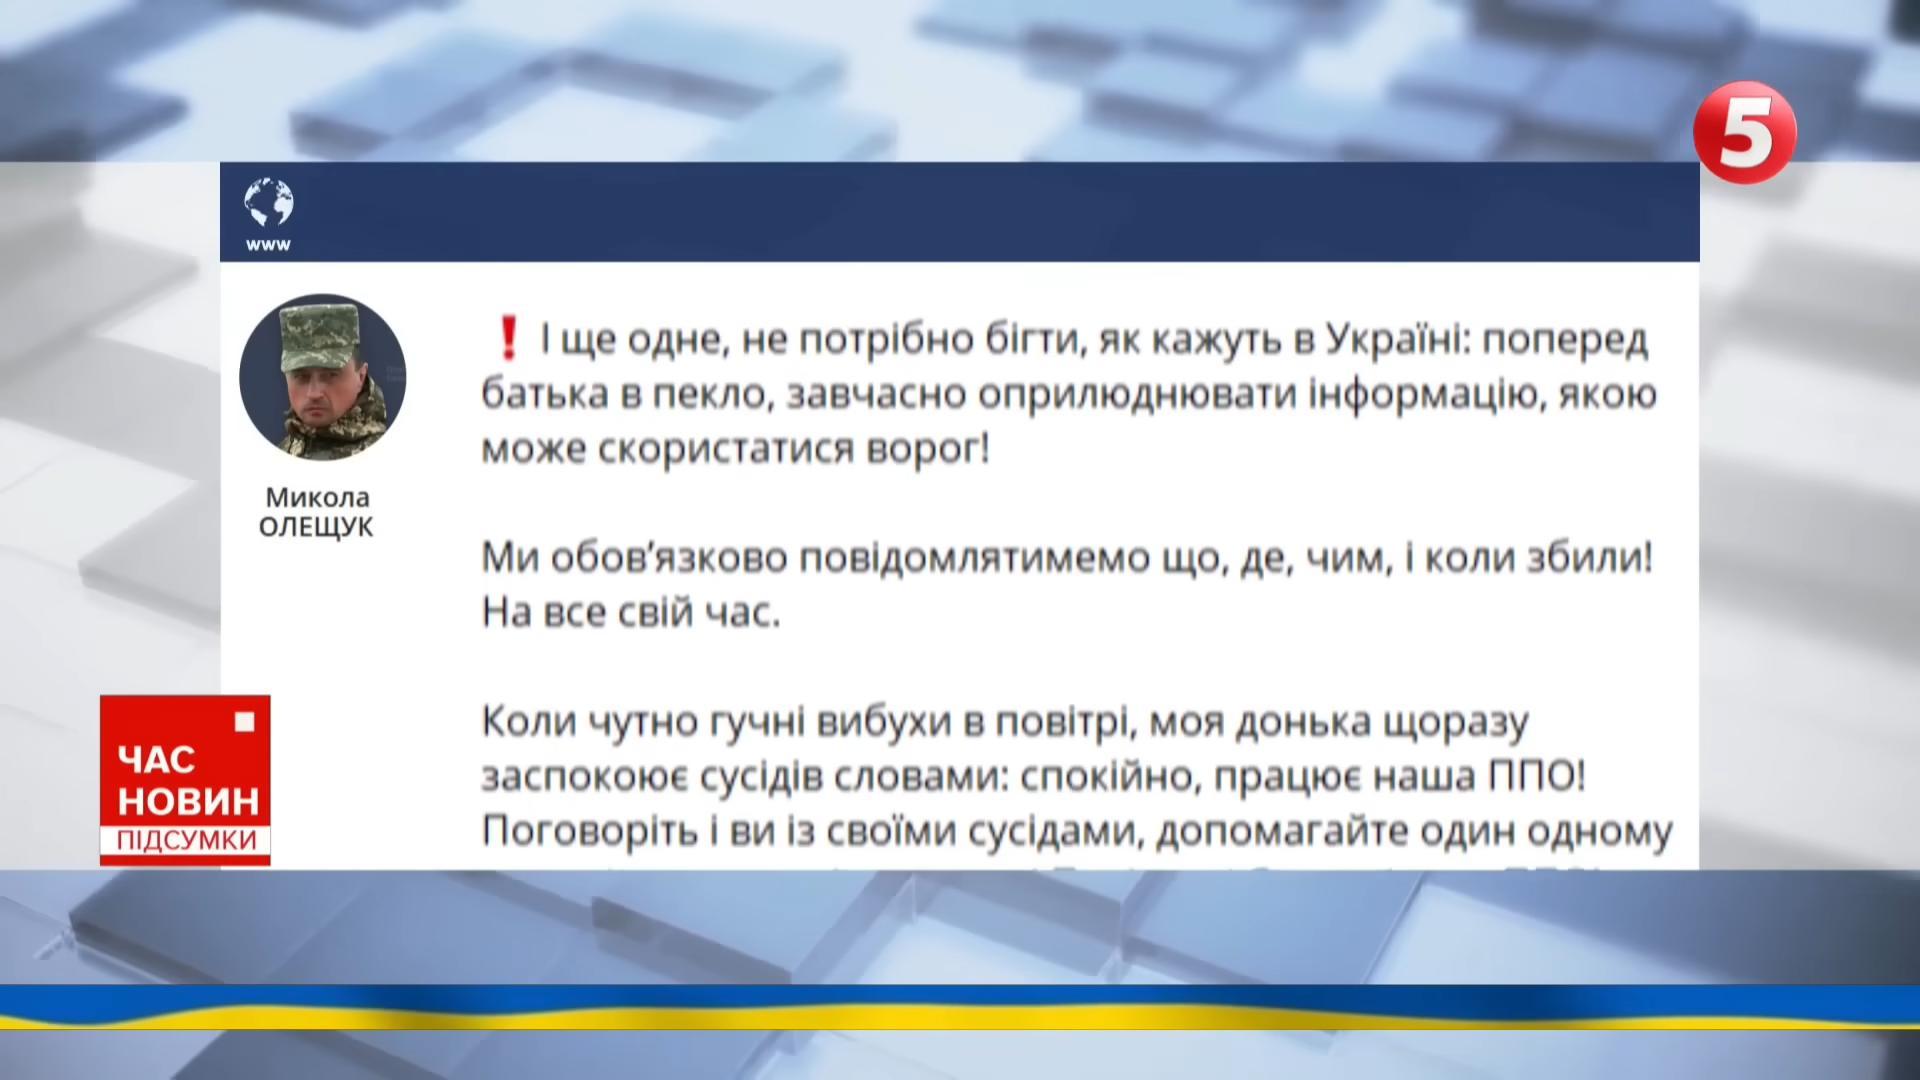 5
www
Микола
ОЛЕЩУК
❗ І ще одне, не потрібно бігти, як кажуть в Україні: поперед
батька в пекло, завчасно оприлюднювати інформацію, якою
може скористатися ворог!
Ми обов’язково повідомлятимемо що, де, чим, і коли збили!
На все свій час.
Коли чутно гучні вибухи в повітрі, моя донька щоразу
заспокоює сусідів словами: спокійно, працює наша ППО!
Поговоріть і ви із своїми сусідами, допомагайте один одному
ЧАС
НОВИН
ПІДСУМКИ